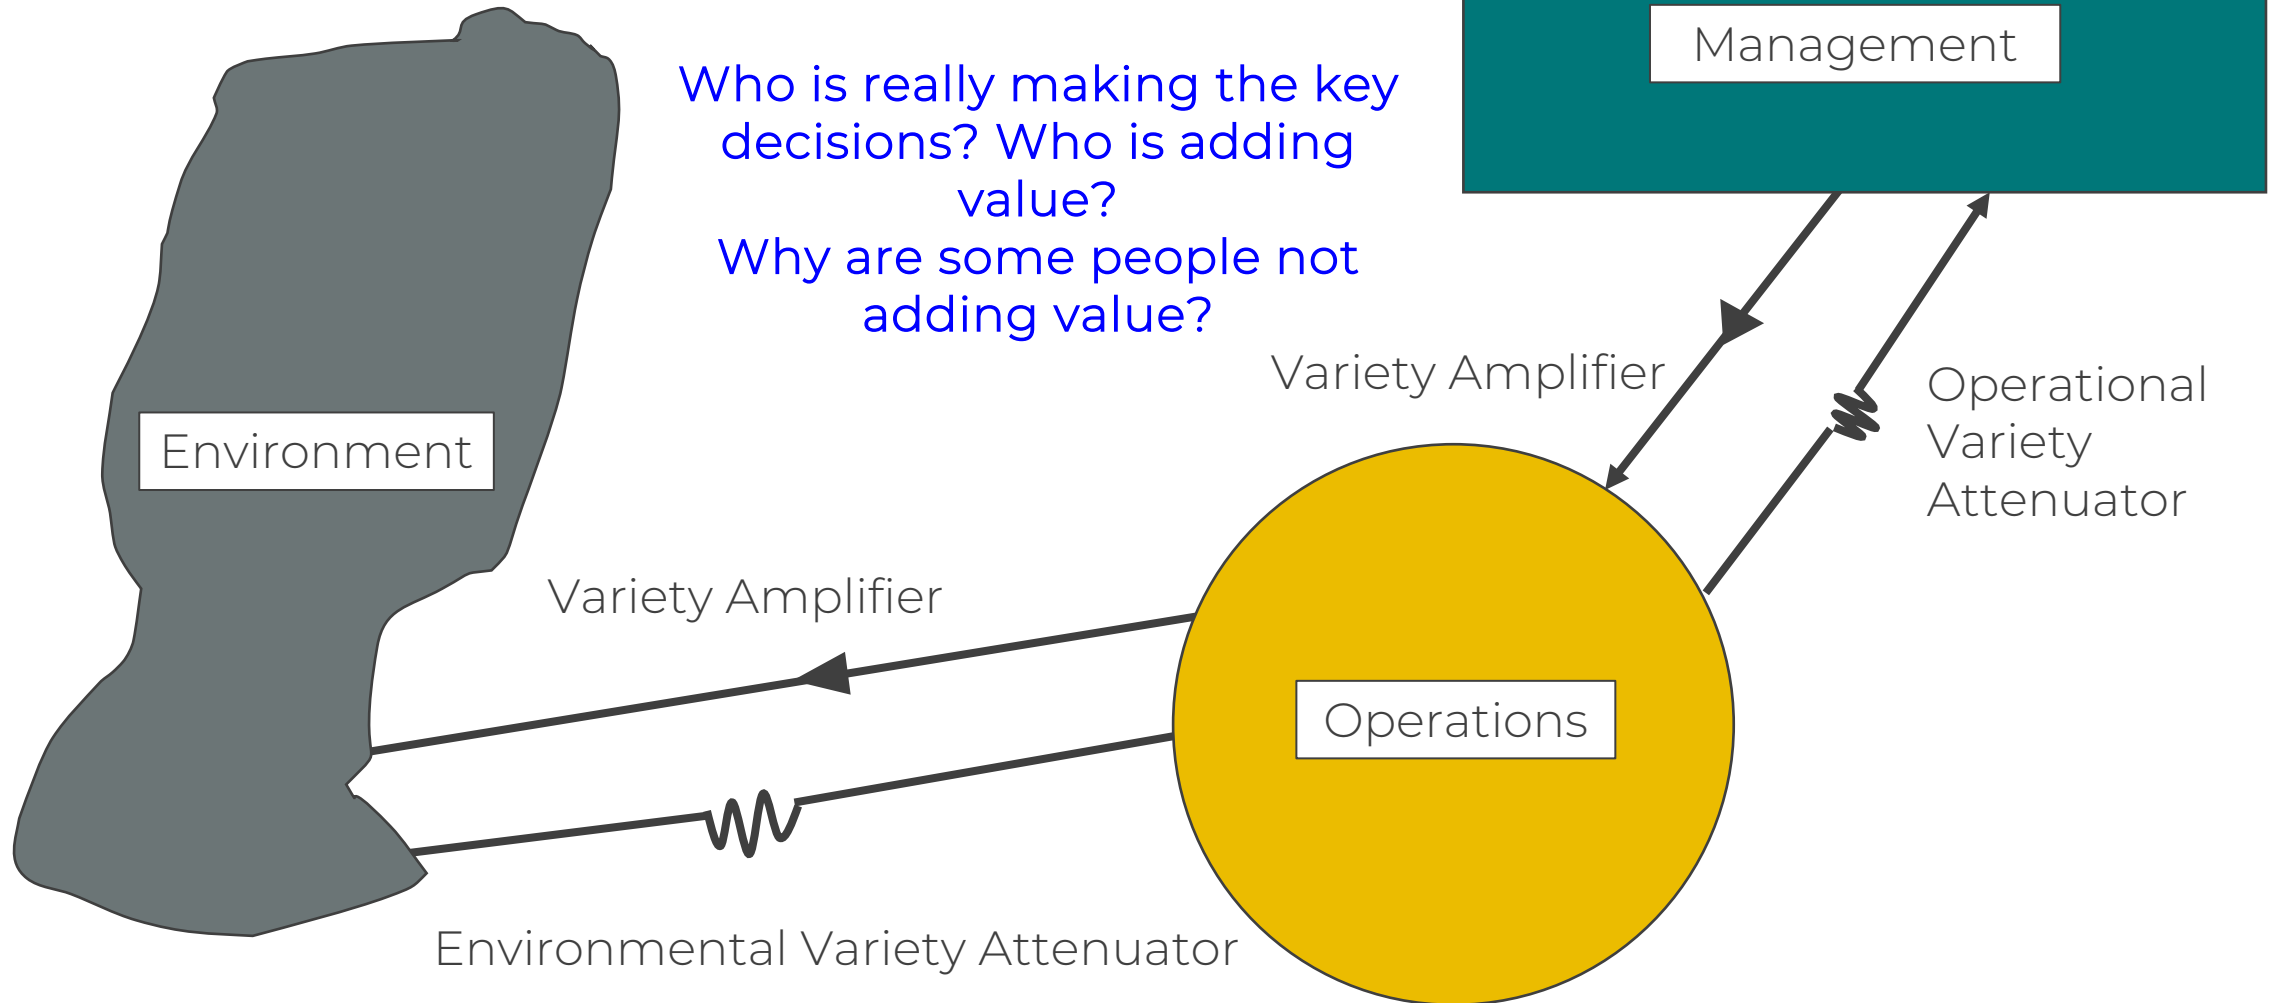 Management
Who is really making the key
decisions? Who is adding
value?
Why are some people not
adding value?
Variety Amplifier
Operational
Variety
Attenuator
Environment
Variety Amplifier
Operations
Environmental Variety Attenuator